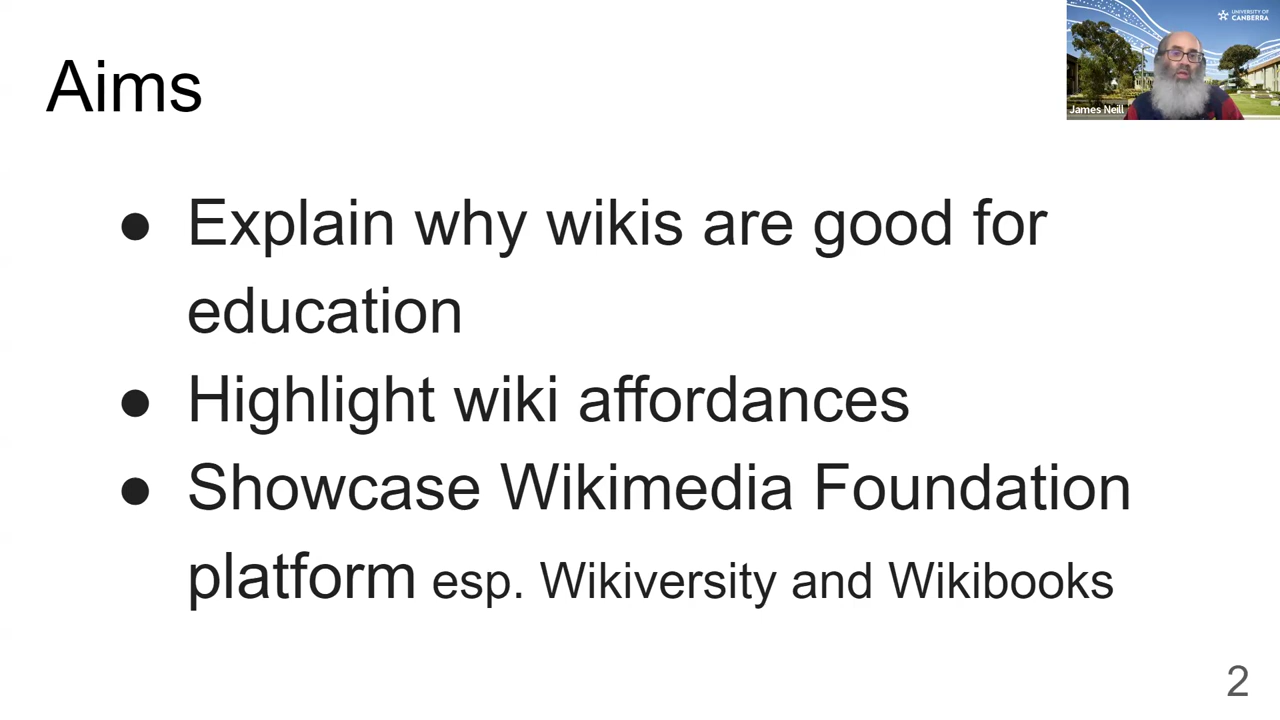 Aims
UNIVERSITY OF
CANBERRA
James Neill
● Explain why wikis are good for
education
● Highlight wiki affordances
● Showcase Wikimedia Foundation
platform esp. Wikiversity and Wikibooks
2